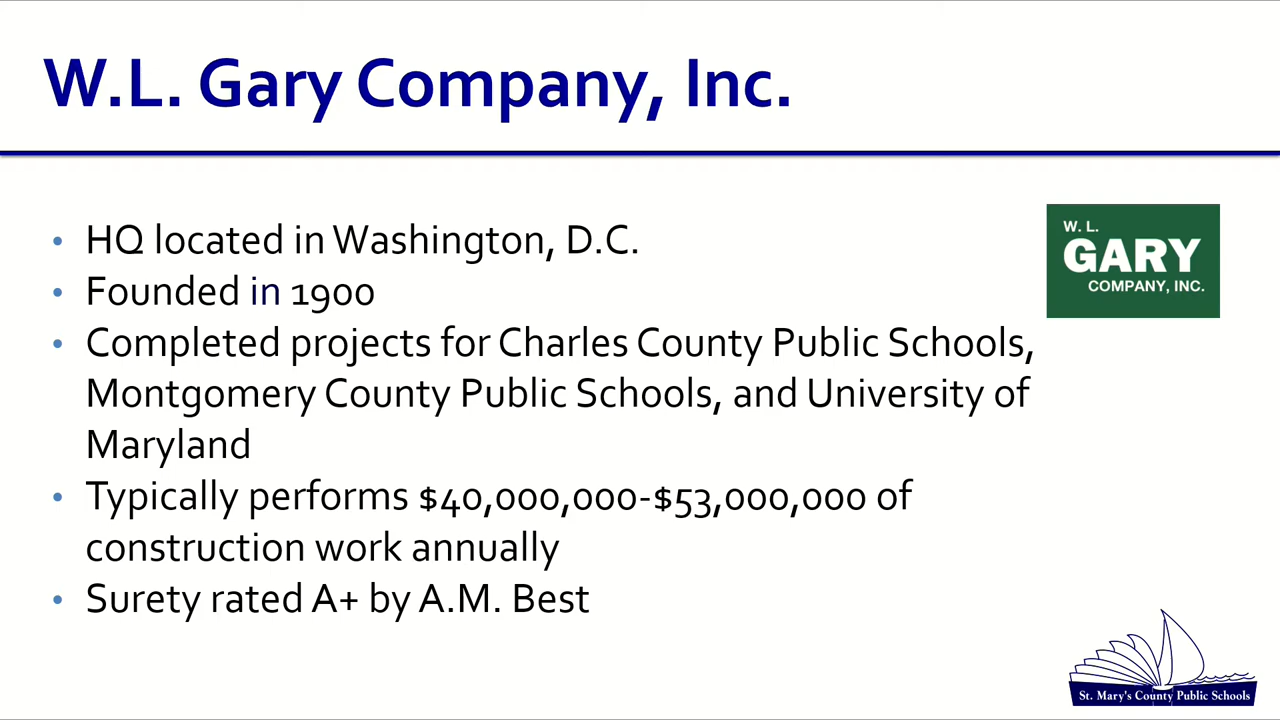 W.L. Gary Company, Inc.
• HQ located in Washington, D.C.
• Founded in 1900
• Completed projects for Charles County Public Schools,
Montgomery County Public Schools, and University of
Maryland
• Typically performs $40,000,000-$53,000,000 of
construction work annually
• Surety rated A+ by A.M. Best
W. L.
GARY
COMPANY, INC.
St. Mary's County Public Schools